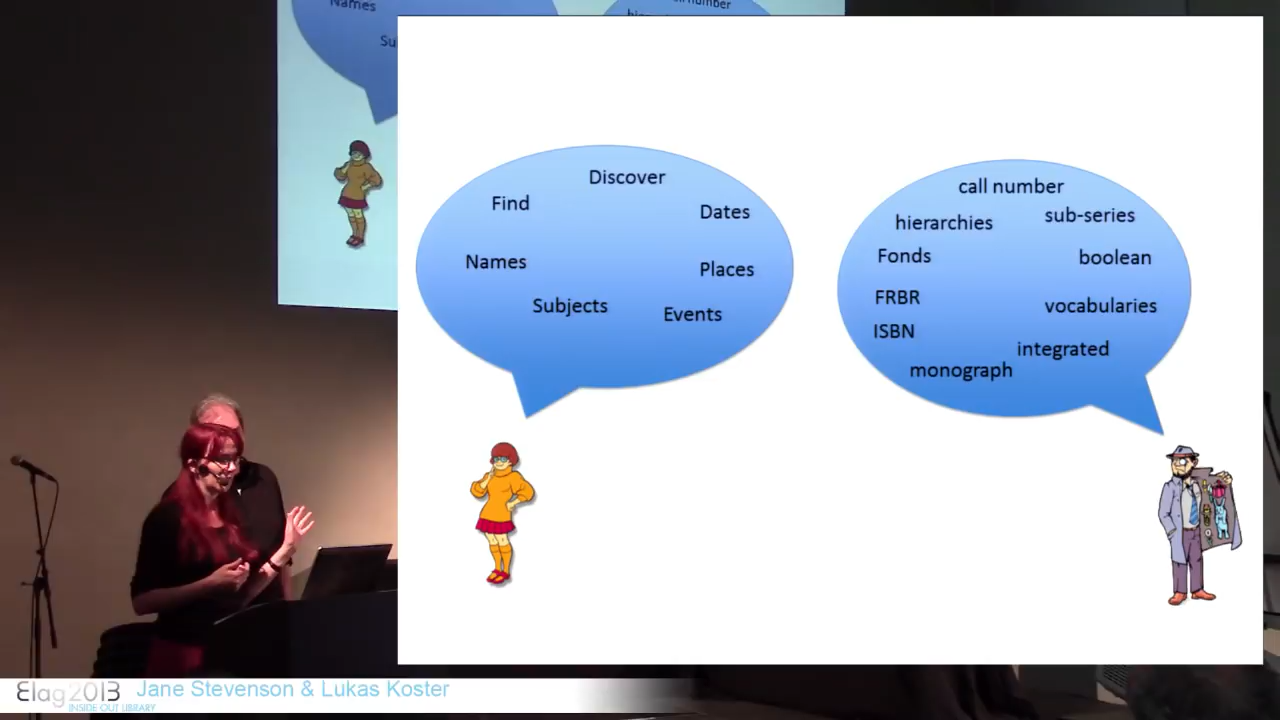 Names
Discover
Find
Dates
Names
Places
Subjects
Events
call number
hierarchies
sub-series
Fonds
boolean
FRBR
vocabularies
ISBN
integrated
monograph
Elag2013
INSIDE OUT LIBRARY
Jane Stevenson & Lukas Koster